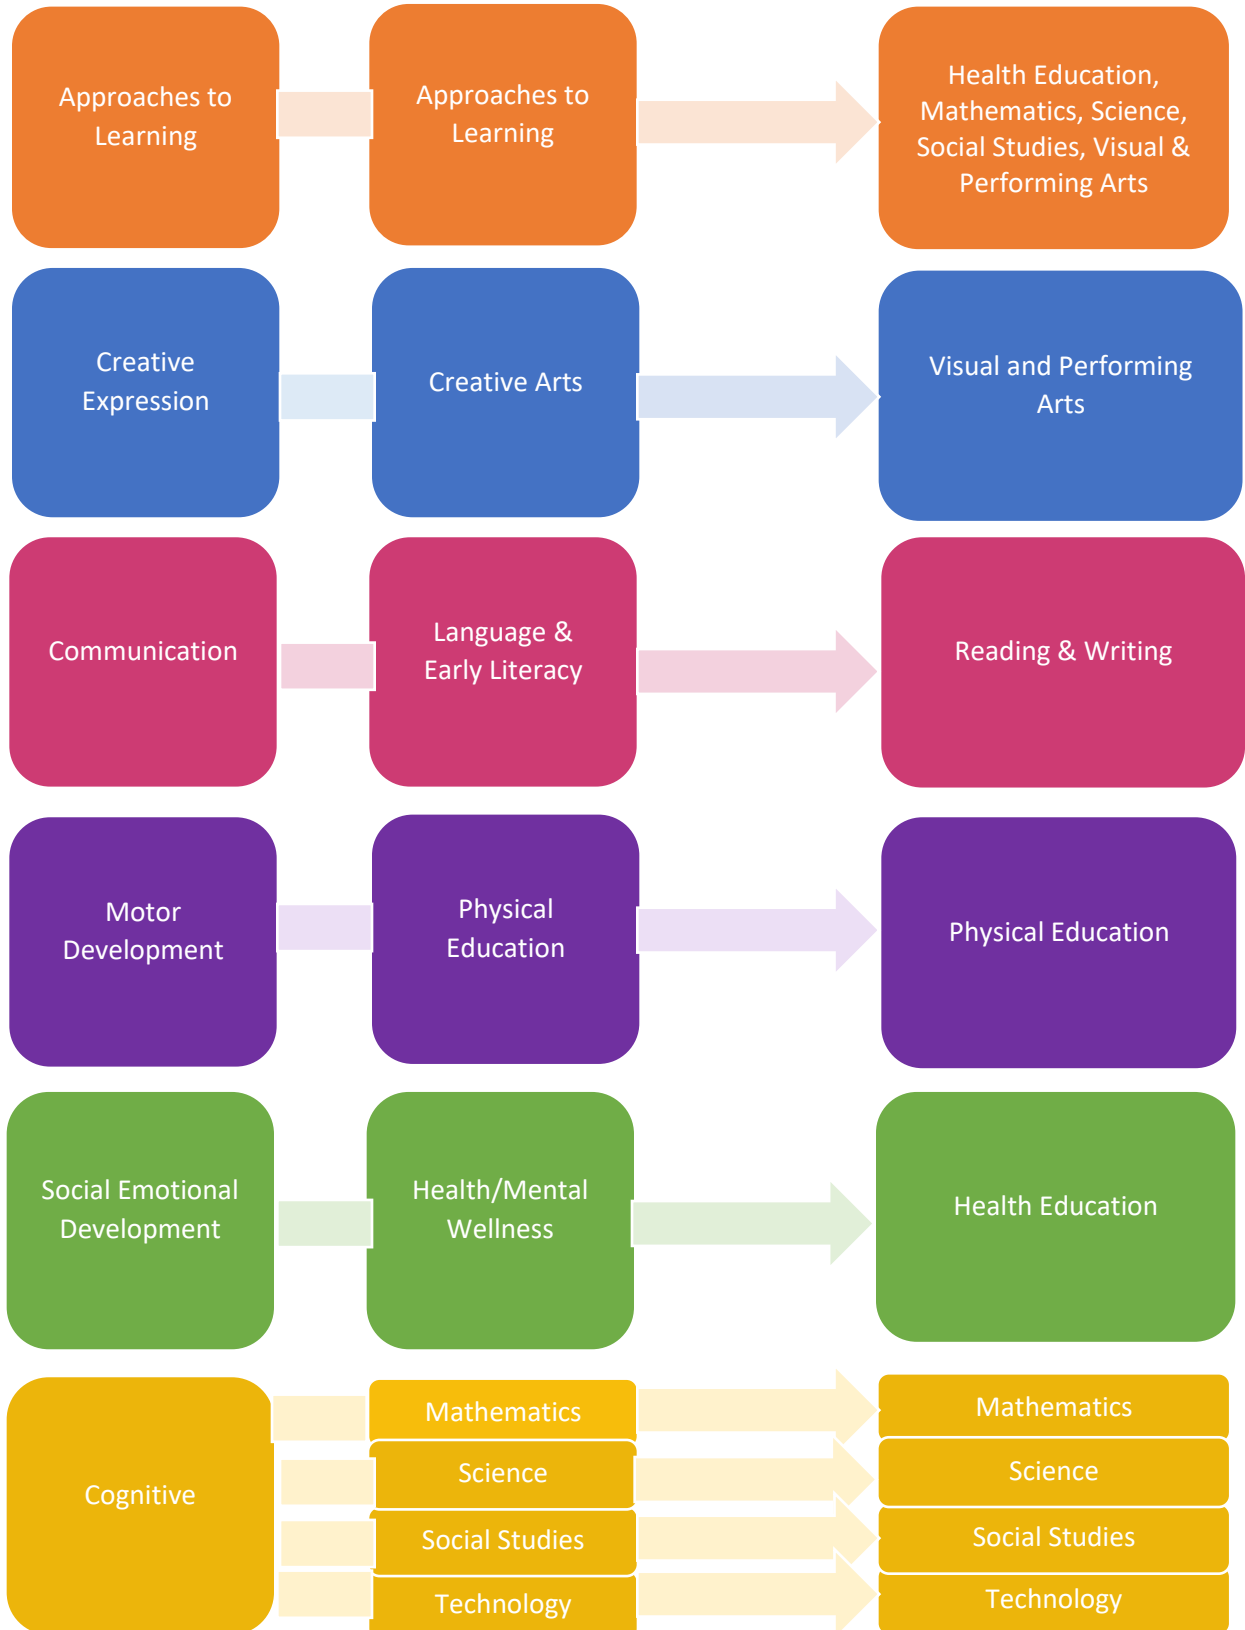 Approaches to
Learning
Approaches to
Learning
Health Education,
Mathematics, Science,
Social Studies, Visual &
Performing Arts
Creative
Expression
Creative Arts
Visual and Performing
Arts
Communication
Language &
Early Literacy
Reading & Writing
Motor
Development
Physical
Education
Physical Education
Social Emotional
Development
Health/Mental
Wellness
Health Education
Cognitive
Mathematics
Science
Social Studies
Technology
Mathematics
Science
Social Studies
Technology